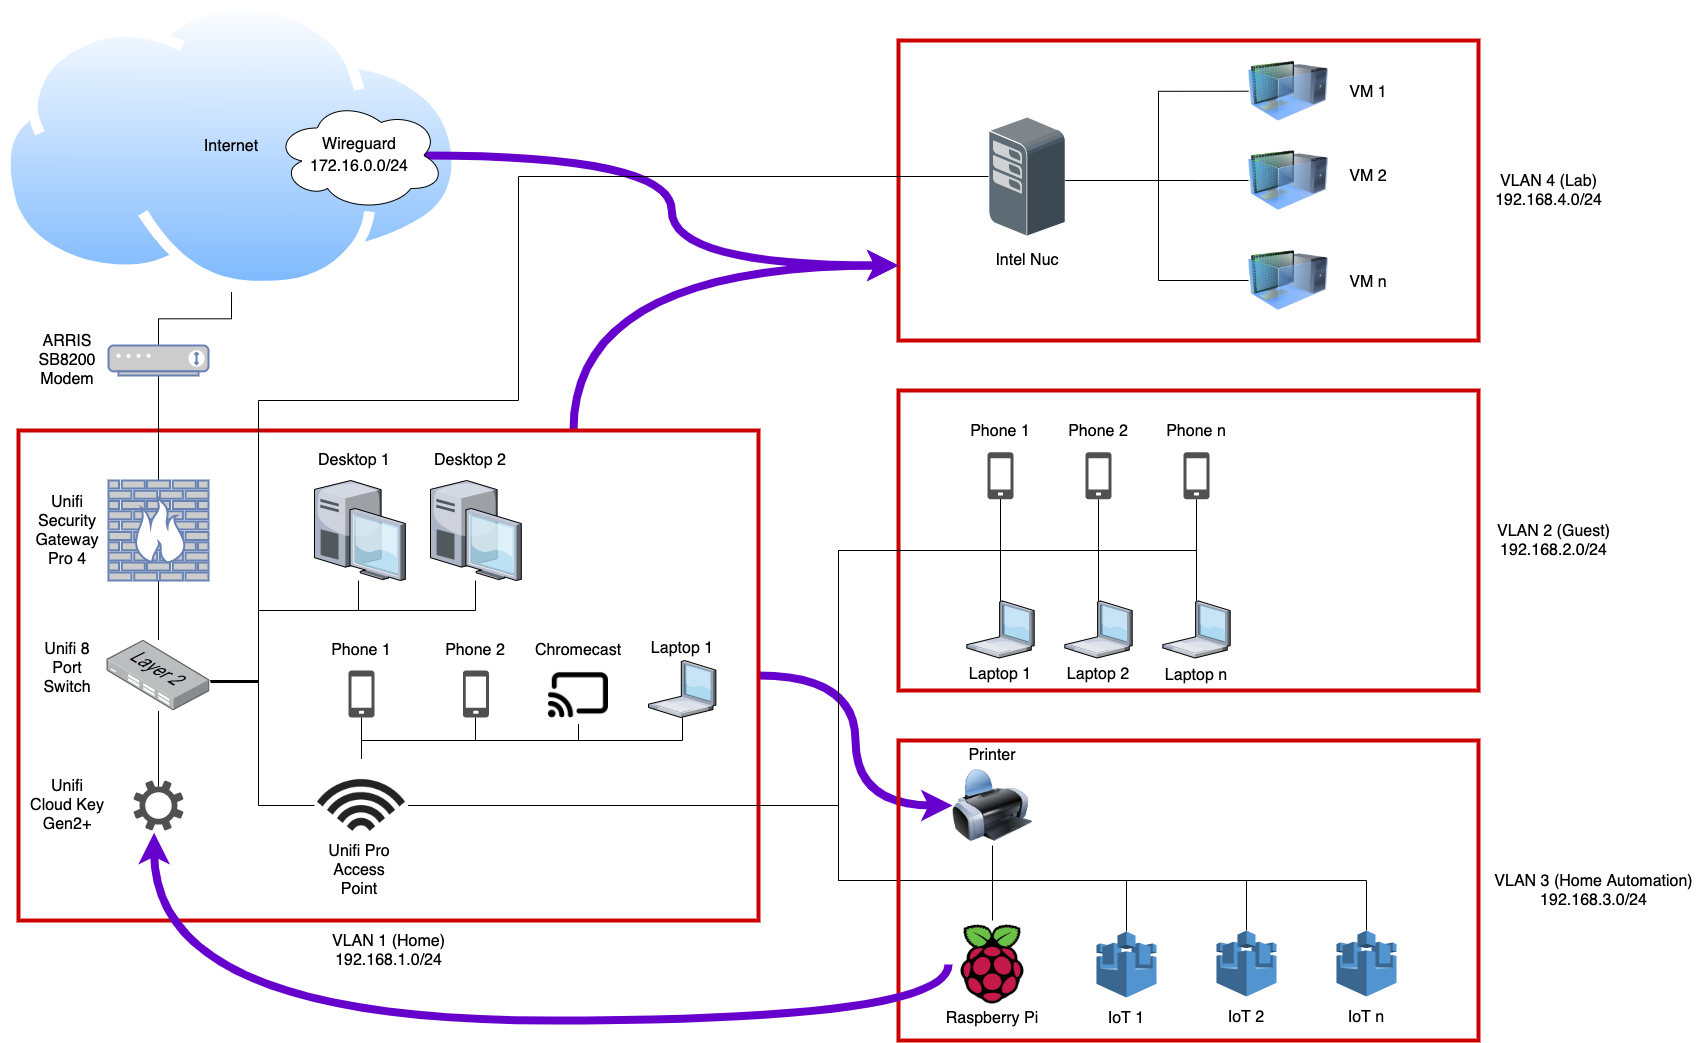 Internet
Wireguard
172.16.0.0/24
ARRIS
SB8200
Modem
Intel Nuc
VM 1
VM 2
VM n
VLAN 4 (Lab)
192.168.4.0/24
Unifi
Security
Gateway
Pro 4
Desktop 1
Desktop 2
Unifi 8
Port
Switch
Layer 2
Phone 1
Phone 2
Chromecast
Laptop 1
Unifi
Cloud Key
Gen2+
Unifi Pro
Access
Point
VLAN 1 (Home)
192.168.1.0/24
Phone 1
Phone 2
Phone n
Laptop 1
Laptop 2
Laptop n
VLAN 2 (Guest)
192.168.2.0/24
Printer
Raspberry Pi
IoT 1
IoT 2
IoT n
VLAN 3 (Home Automation)
192.168.3.0/24